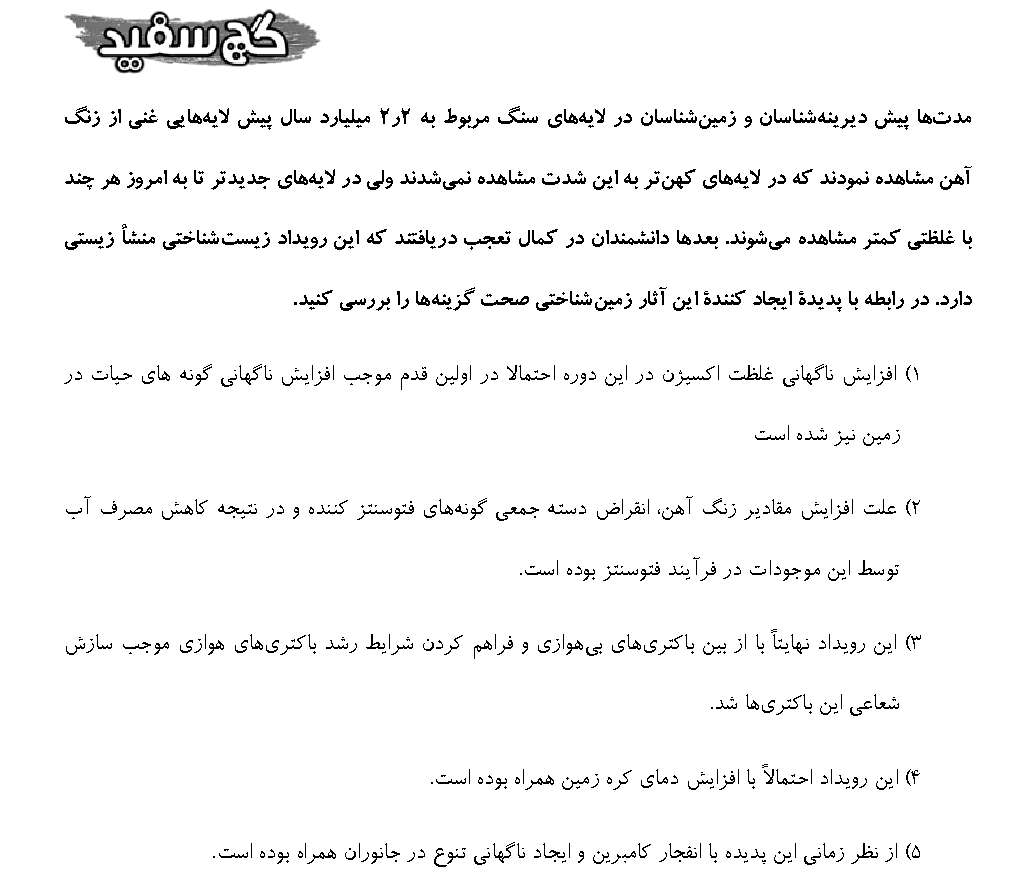 گچ سفید
مدت‌ها پیش دیرینه‌شناسان و زمین‌شناسان در لایه‌های سنگ مربوط به ۲٫۲ میلیارد سال پیش لایه‌هایی غنی از زنگ
آهن مشاهده نمودند که در لایه‌های کهن‌تر به این شدت مشاهده نمی‌شدند ولی در لایه‌های جدیدتر تا به امروز هر چند
با غلظتی کمتر مشاهده می‌شوند. بعدها دانشمندان در کمال تعجب دریافتند که این رویداد زیست‌شناختی منشأ زیستی
دارد. در رابطه با پدیدهٔ ایجاد کنندهٔ این آثار زمین‌شناختی صحت گزینه‌ها را بررسی کنید.
۱) افزایش ناگهانی غلظت اکسیژن در این دوره احتمالا در اولین قدم موجب افزایش ناگهانی گونه های حیات در
زمین نیز شده است
۲) علت افزایش مقادیر زنگ آهن، انقراض دسته جمعی گونه‌های فتوسنتز کننده و در نتیجه کاهش مصرف آب
توسط این موجودات در فرآیند فتوسنتز بوده است.
۳) این رویداد نهایتاً با از بین باکتری‌های بی‌هوازی و فراهم کردن شرایط رشد باکتری‌های هوازی موجب سازش
شعاعی این باکتری‌ها شد.
۴) این رویداد احتمالاً با افزایش دمای کره زمین همراه بوده است.
۵) از نظر زمانی این پدیده با انفجار کامبرین و ایجاد ناگهانی تنوع در جانوران همراه بوده است.